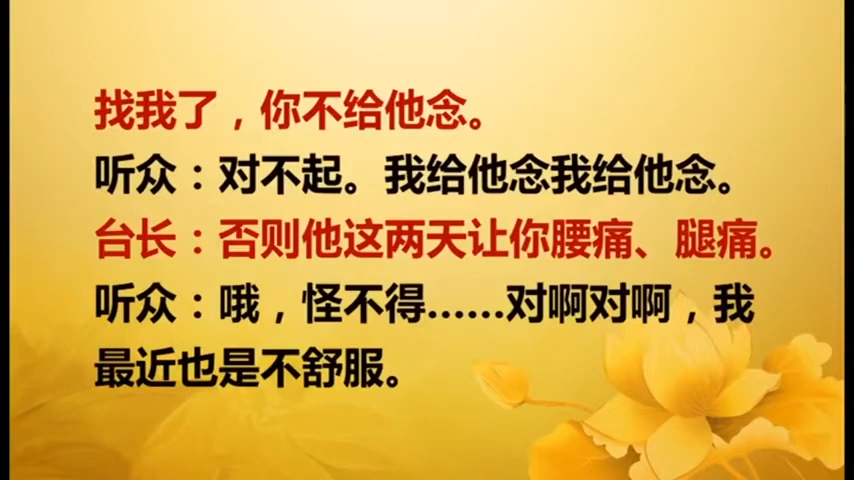 找我了，你不给他念。
听众：对不起。我给他念我给他念。
台长：否则他这两天让你腰痛、腿痛。
听众：哦，怪不得……对啊对啊，我
最近也是不舒服。